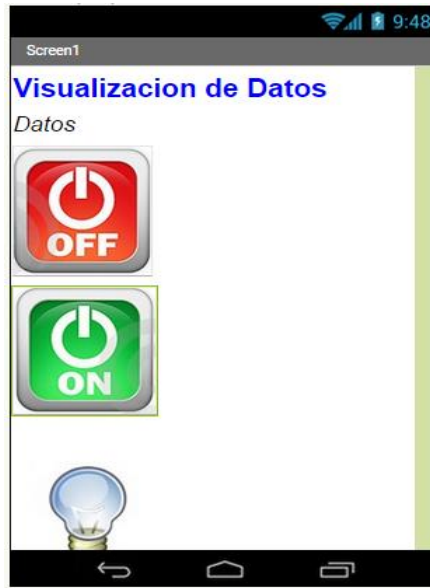 9:48
Screen1
Visualizacion de Datos
Datos
OFF
ON